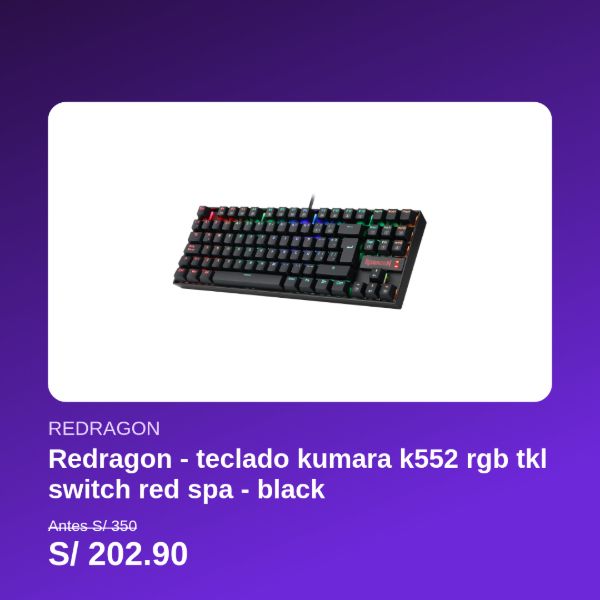 REDRAGON
Redragon - teclado kumara k552 rgb tkl
switch red spa - black
Antes S/ 350
S/ 202.90